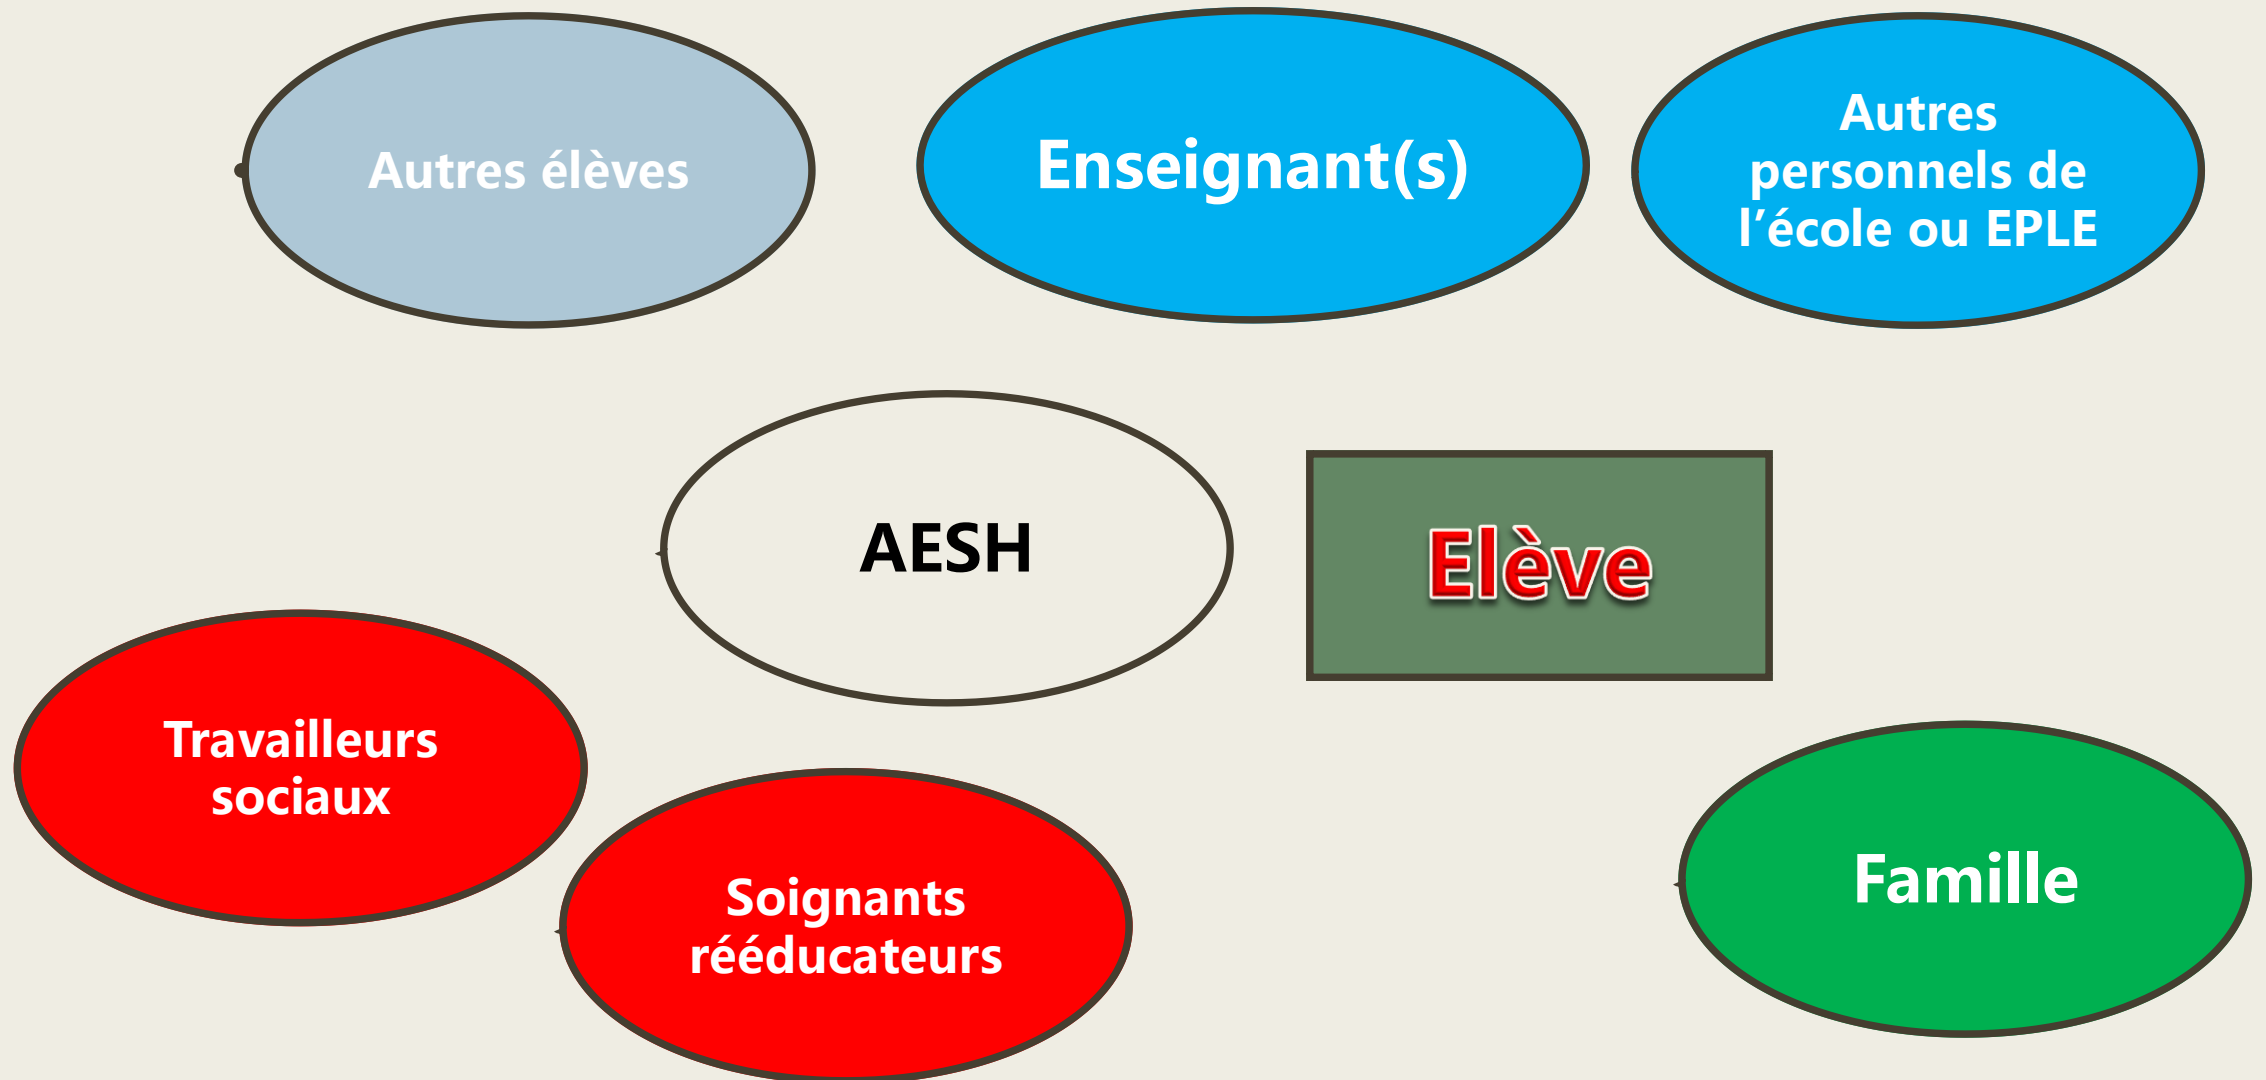 Autres élèves
Enseignant(s)
Autres
personnels de
l’école ou EPLE
AESH
Elève
Travailleurs
sociaux
Soignants
rééducateurs
Famille